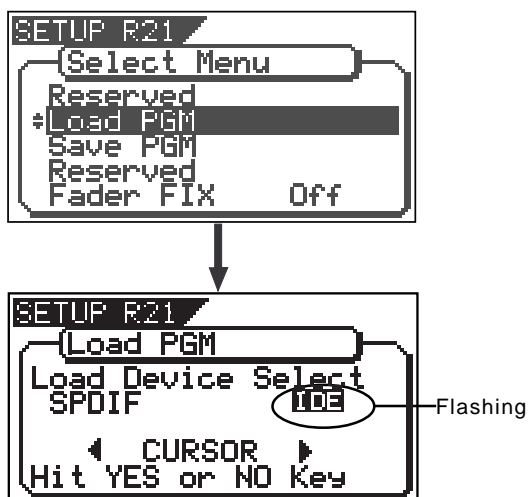 SETUP R21
Select Menu
Reserved
Load PGM
Save PGM
Reserved
Fader FIX Off
SETUP R21
Load PGM
Load Device Select
SPDIF IDE
Flashing
CURSOR
Hit YES or NO Key